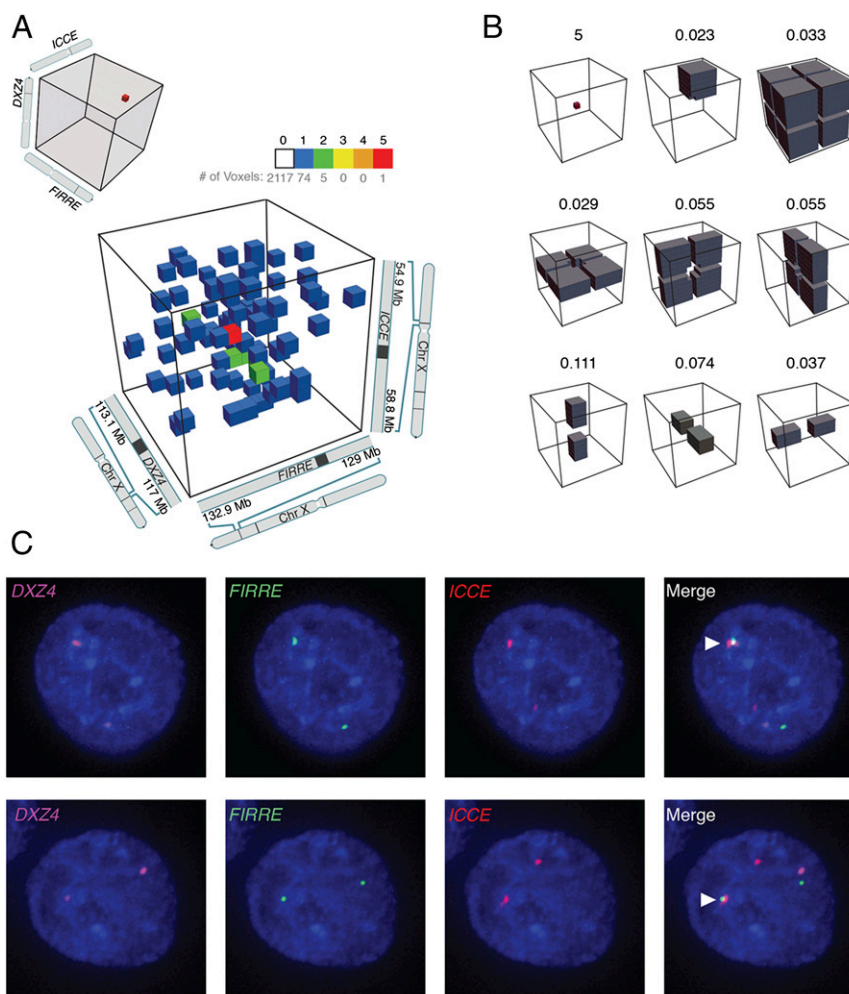 A
ICCE
DXZ4
FIRRE
0 1 2 3 4 5
# of Voxels: 2117 74 5 0 0 1
54.9 Mb
ICCE
Chr X
58.8 Mb
113.1 Mb
DXZ4
Chr X
117 Mb
FIRRE
129 Mb
132.9 Mb
Chr X
B
5 0.023 0.033
0.029 0.055 0.055
0.111 0.074 0.037
C
DXZ4 FIRRE ICCE Merge
DXZ4 FIRRE ICCE Merge